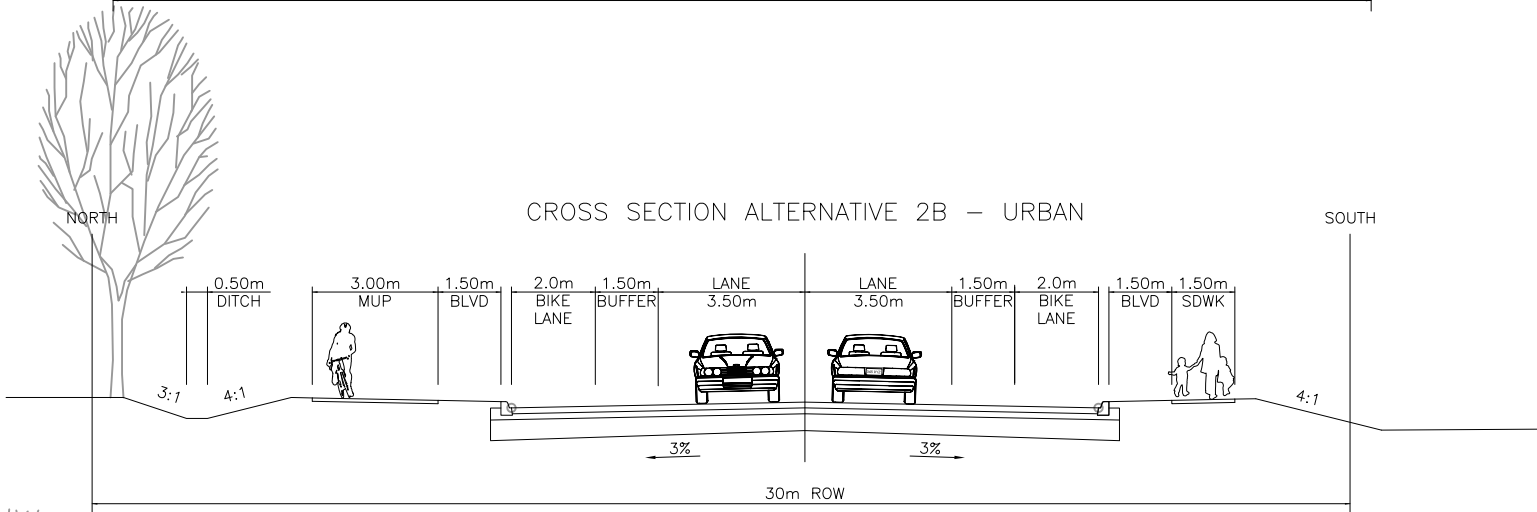 CROSS SECTION ALTERNATIVE 2B – URBAN
NORTH
SOUTH
0.50m
DITCH
3.00m
MUP
1.50m
BLVD
2.0m
BIKE
LANE
1.50m
BUFFER
LANE
3.50m
LANE
3.50m
1.50m
BUFFER
2.0m
BIKE
LANE
1.50m
BLVD
1.50m
SDWK
3:1
4:1
4:1
3%
3%
30m ROW